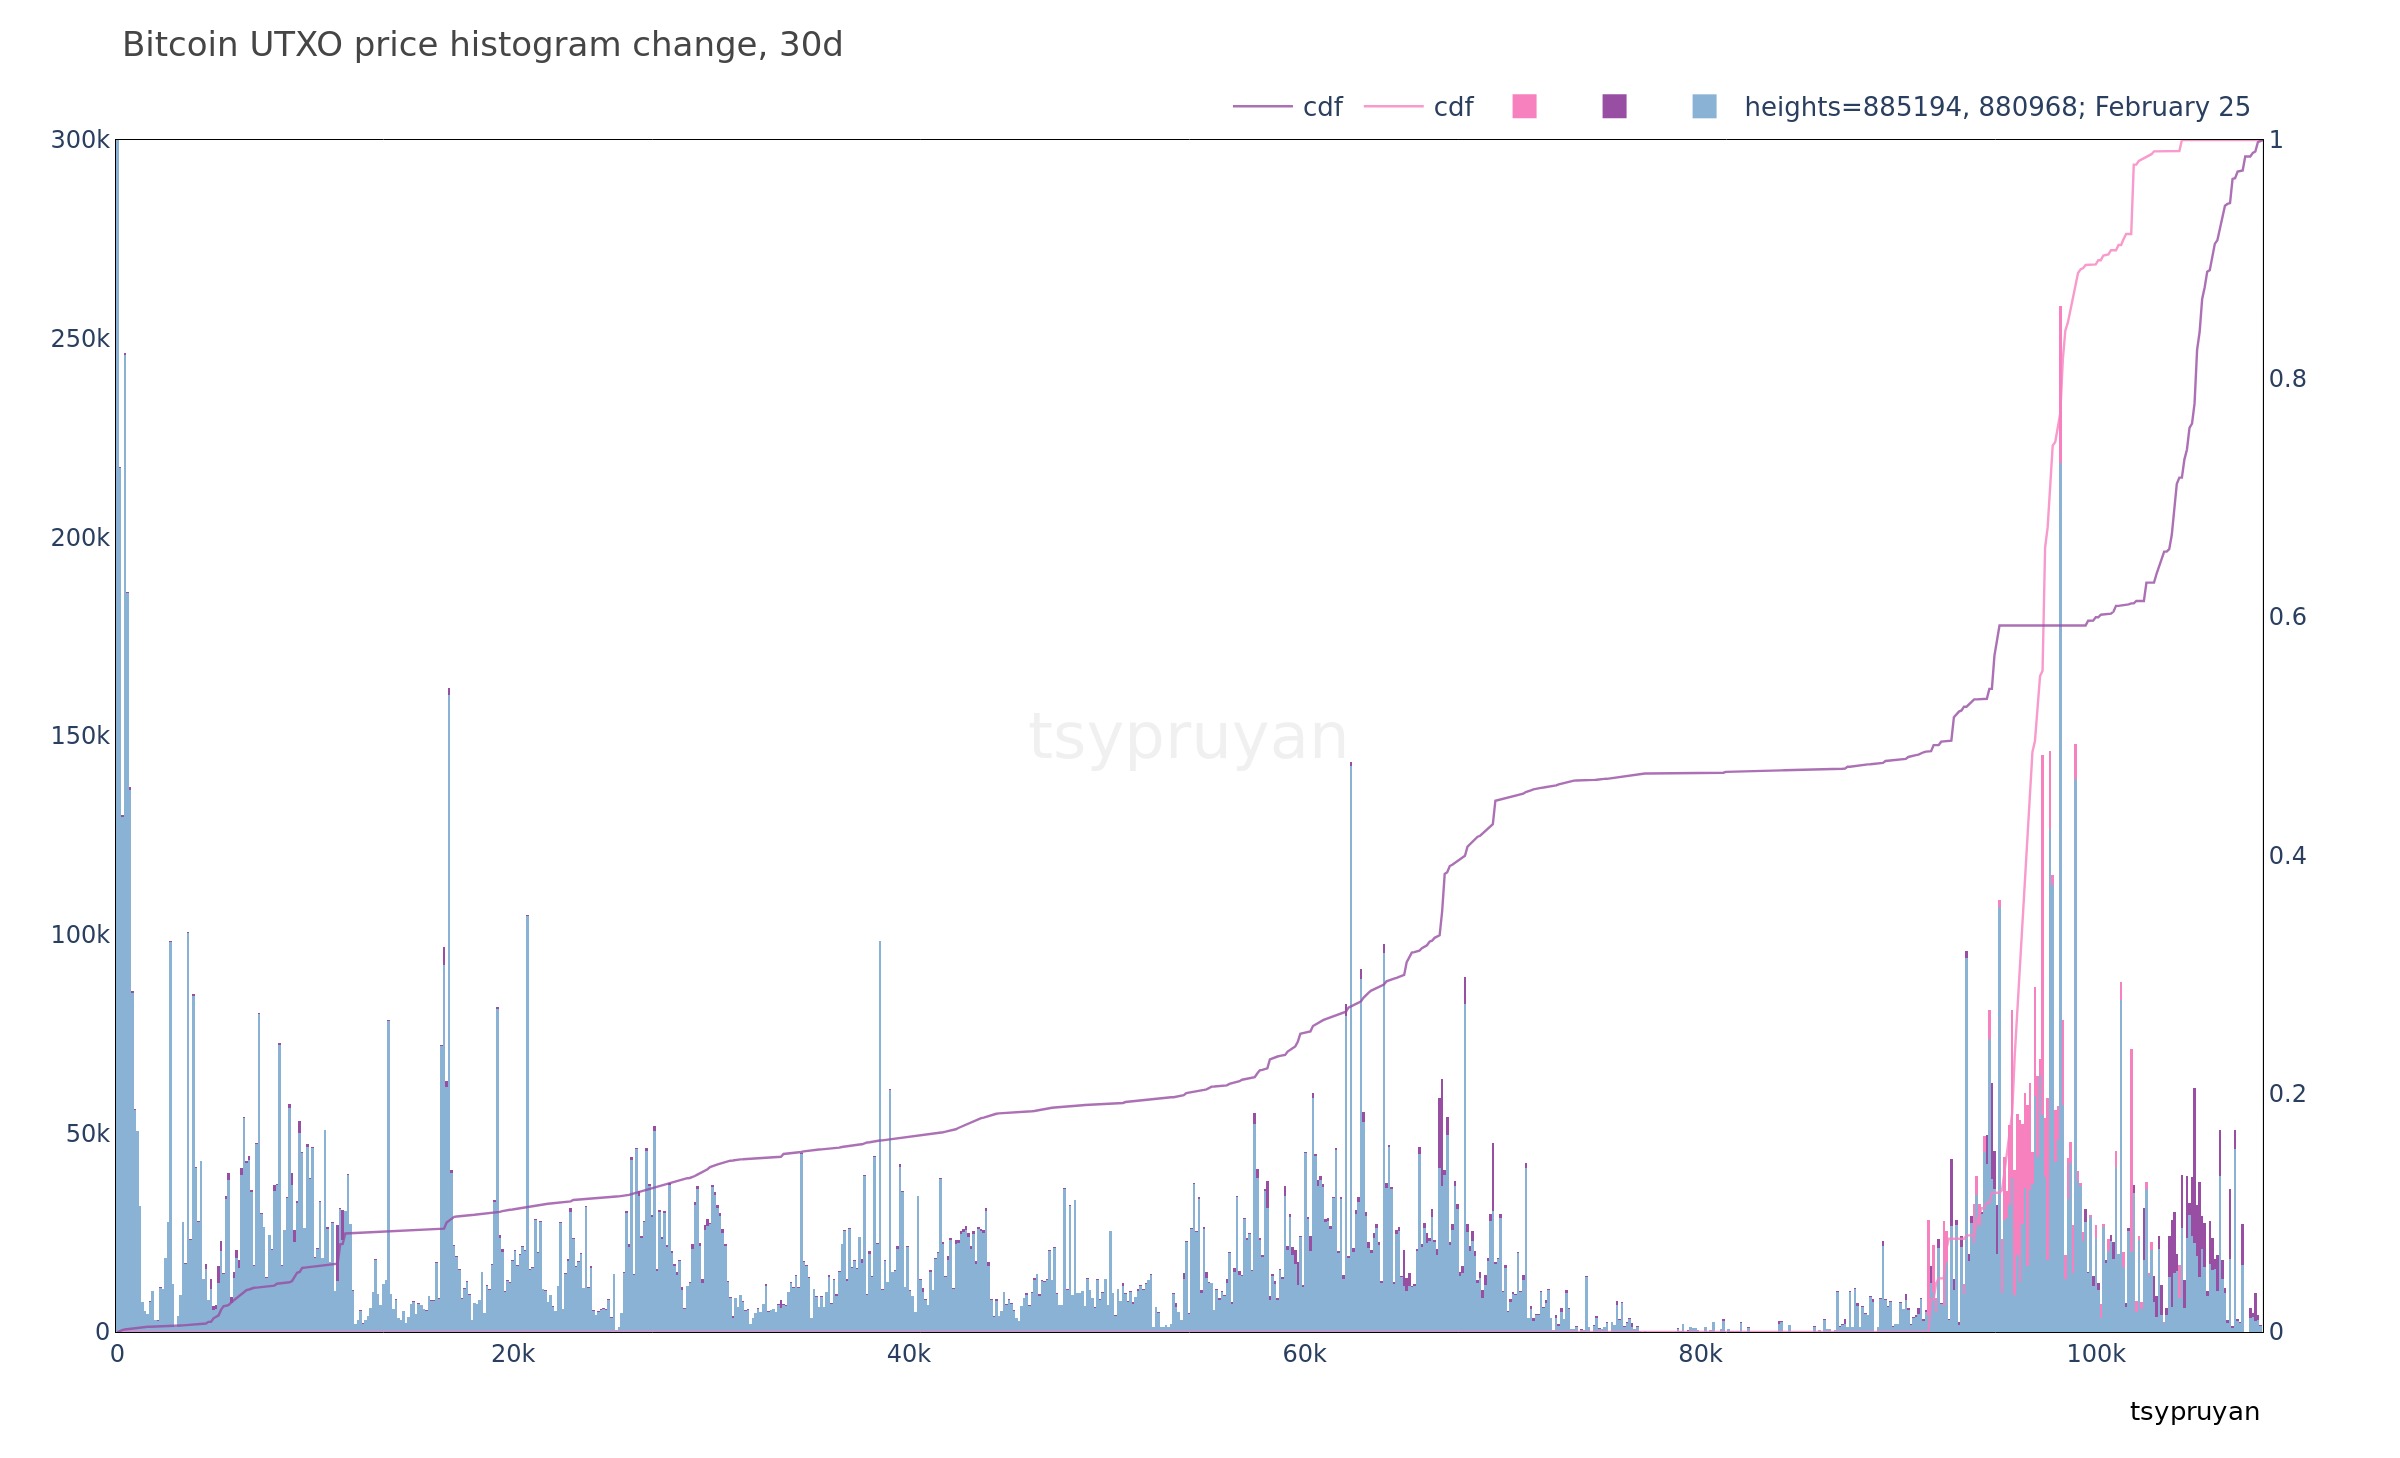 Bitcoin UTXO price histogram change, 30d
cdf cdf heights=885194, 880968; February 25
300k
250k
200k
150k
100k
50k
0
1
0.8
0.6
0.4
0.2
0
tsypruyan
0 20k 40k 60k 80k 100k
tsypruyan